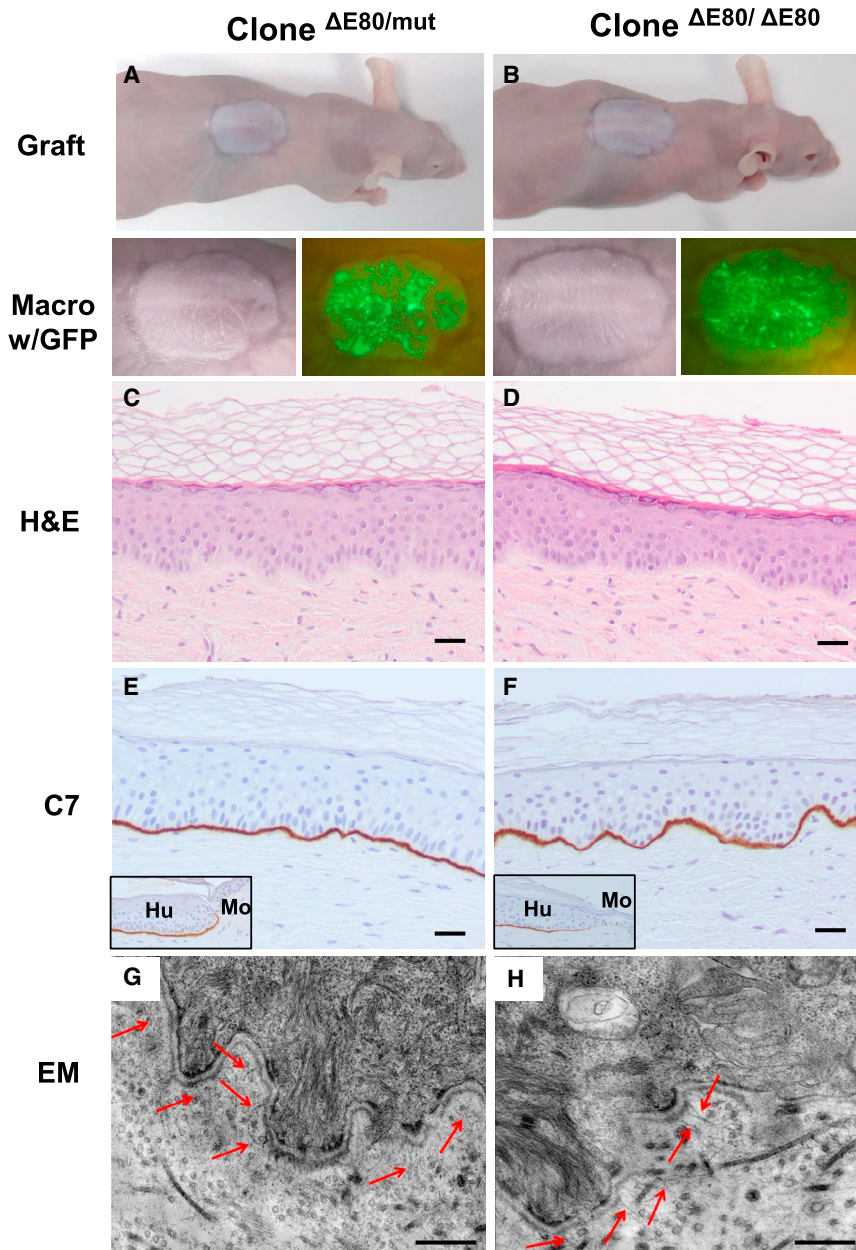 Clone ΔE80/mut
Clone ΔE80/ ΔE80
Graft
A
B
Macro
w/GFP
H&E
C
D
C7
E
F
Hu
Mo
Hu
Mo
EM
G
H